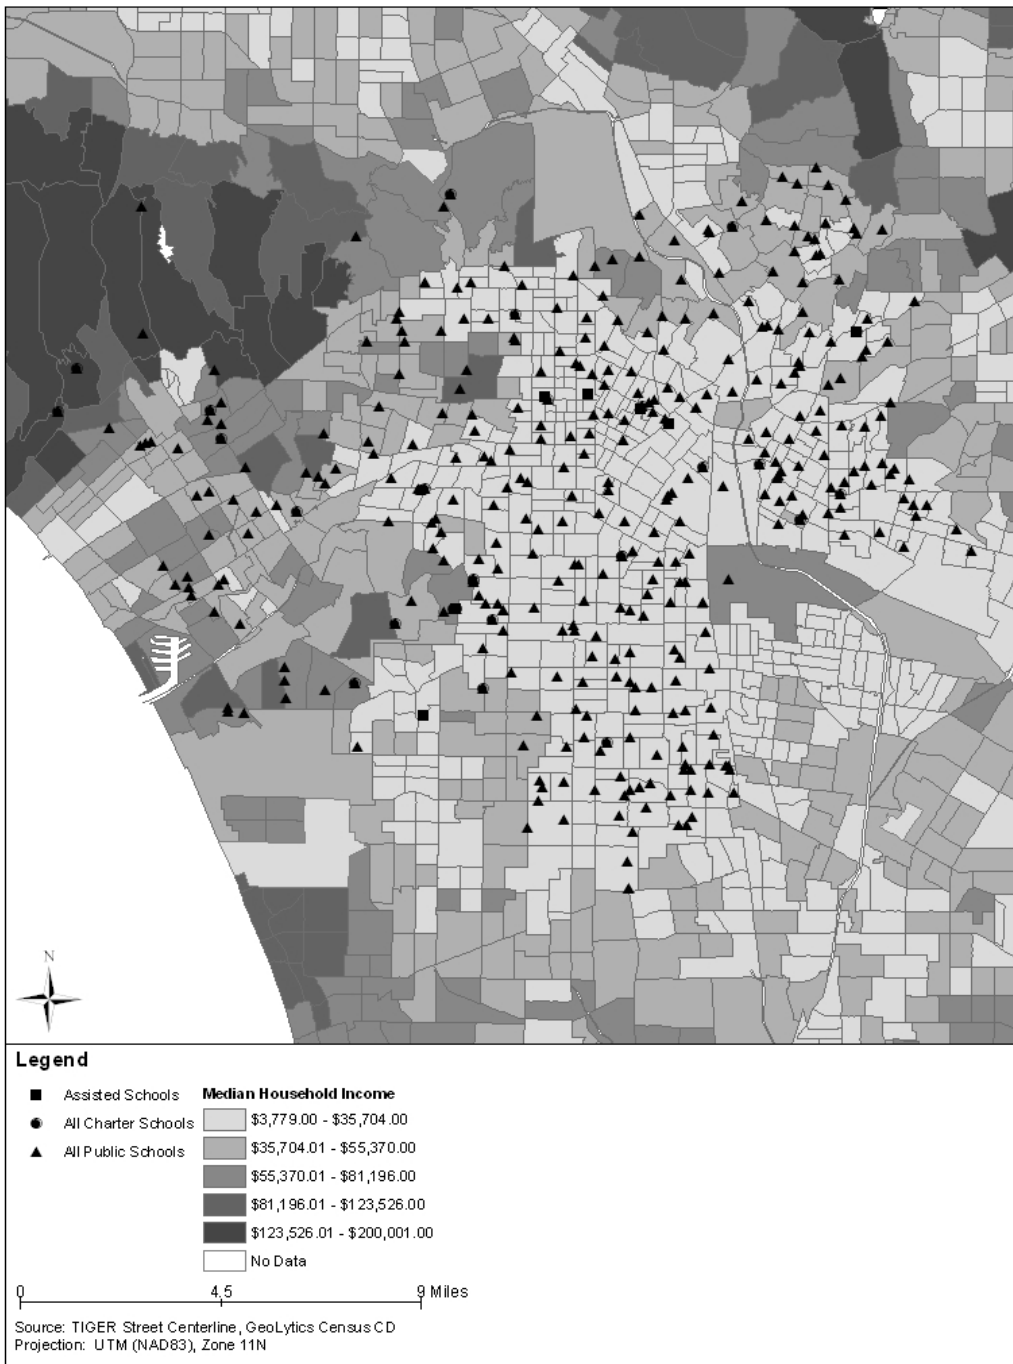 N
Legend
Assisted Schools
All Charter Schools
All Public Schools
Median Household Income
$3,779.00 - $35,704.00
$35,704.01 - $55,370.00
$55,370.01 - $81,196.00
$81,196.01 - $123,526.00
$123,526.01 - $200,001.00
No Data
0 4.5 9 Miles
Source: TIGER Street Centerline, GeoLytics Census CD
Projection: UTM (NAD83), Zone 11N